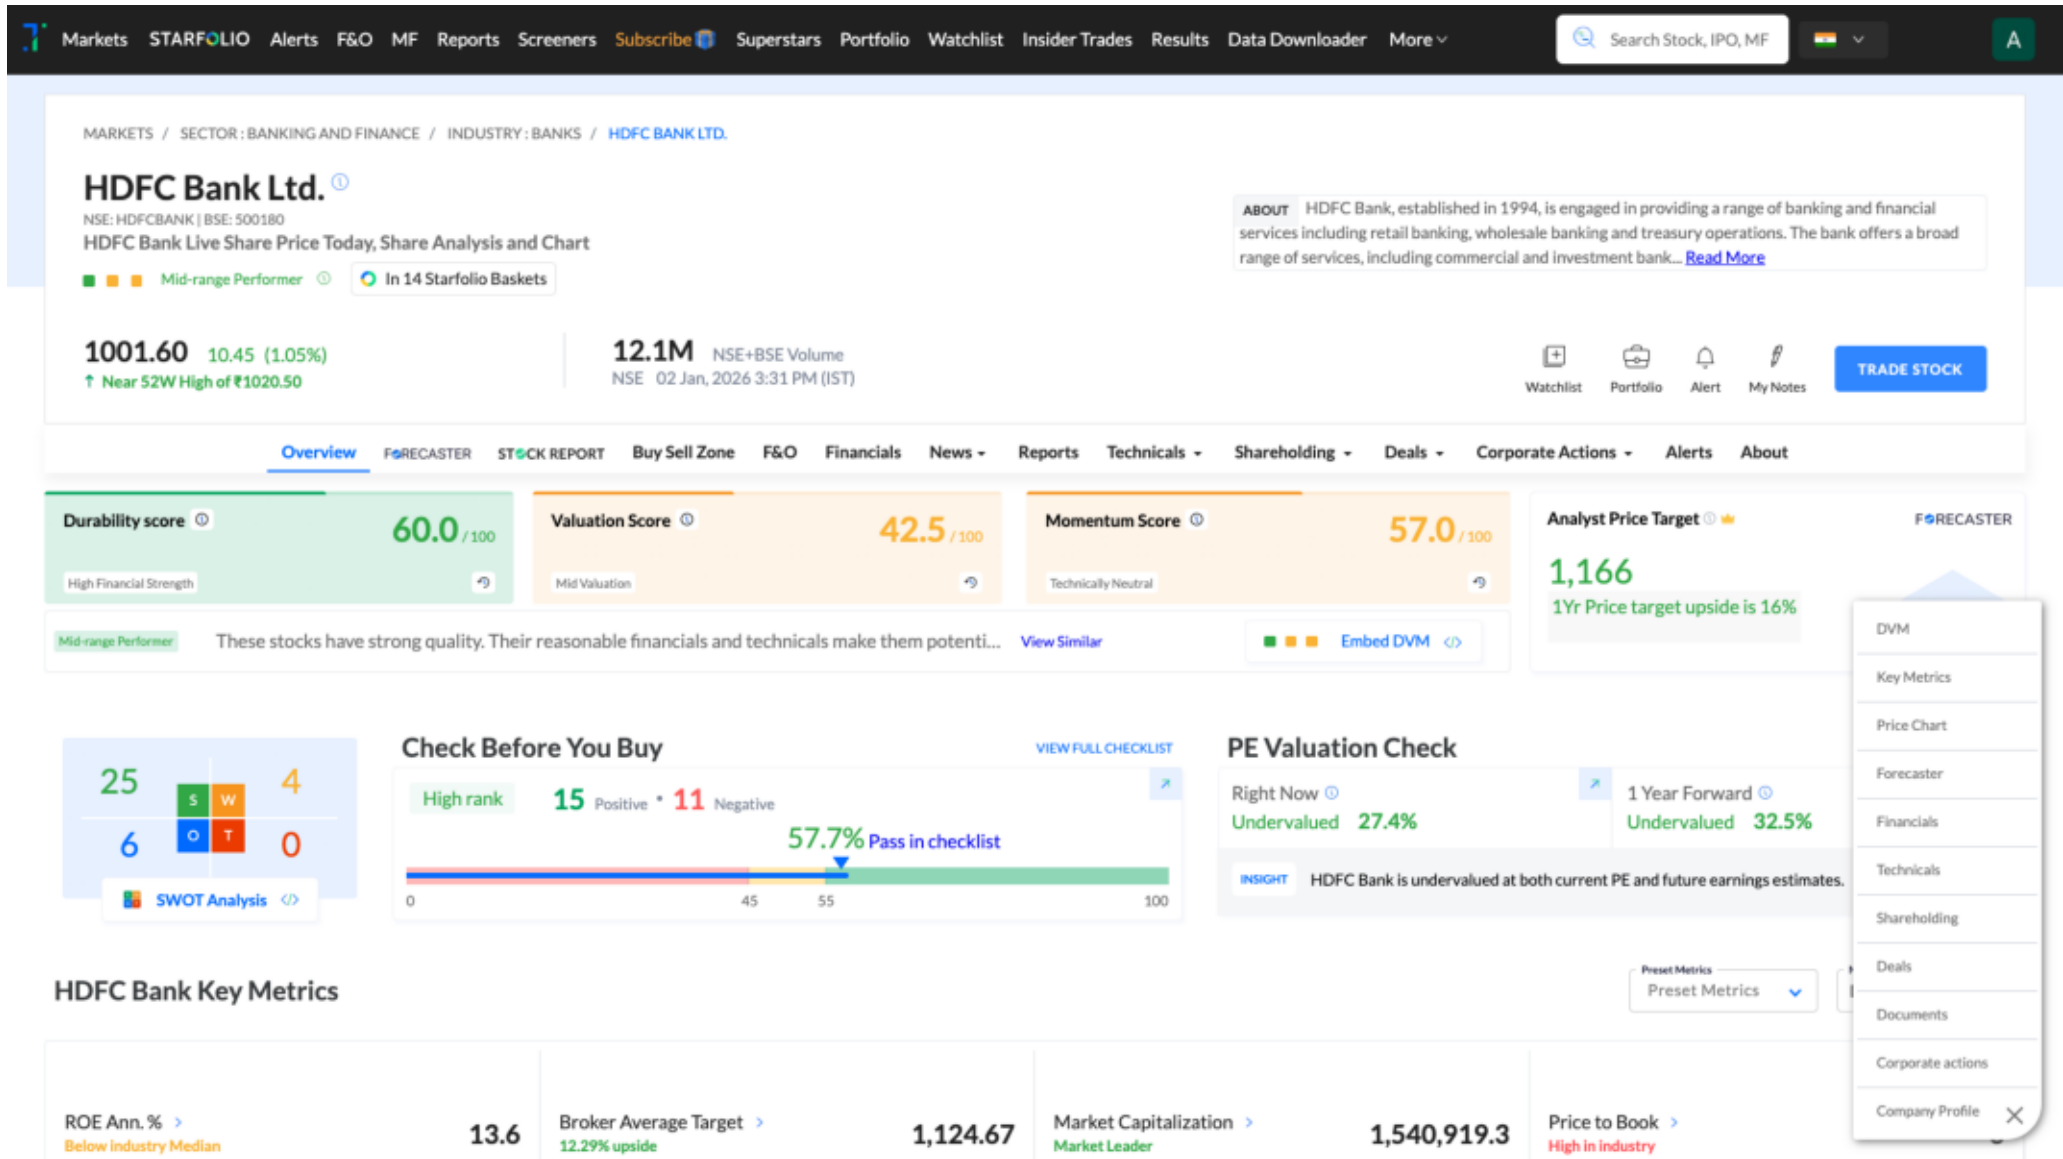 Markets STARFOLIO Alerts F&O MF Reports Screeners Subscribe Superstars Portfolio Watchlist Insider Trades Results Data Downloader More Search Stock, IPO, MF A
MARKETS / SECTOR : BANKING AND FINANCE / INDUSTRY : BANKS / HDFC BANK LTD.
HDFC Bank Ltd.
NSE: HDFCBANK | BSE: 500180
HDFC Bank Live Share Price Today, Share Analysis and Chart
Mid-range Performer In 14 Starfolio Baskets
ABOUT HDFC Bank, established in 1994, is engaged in providing a range of banking and financial
services including retail banking, wholesale banking and treasury operations. The bank offers a broad
range of services, including commercial and investment bank... Read More
1001.60 10.45 (1.05%)
↑ Near 52W High of ₹1020.50
12.1M NSE+BSE Volume
NSE 02 Jan, 2026 3:31 PM (IST)
Watchlist Portfolio Alert My Notes TRADE STOCK
Overview FORECASTER STOCK REPORT Buy Sell Zone F&O Financials News Reports Technicals Shareholding Deals Corporate Actions Alerts About
Durability score 60.0 / 100
High Financial Strength
Valuation Score 42.5 / 100
Mid Valuation
Momentum Score 57.0 / 100
Technically Neutral
Analyst Price Target FORECASTER
1,166
1Yr Price target upside is 16%
Mid-range Performer These stocks have strong quality. Their reasonable financials and technicals make them potenti... View Similar Embed DVM </>
25 S W 4
6 O T 0
SWOT Analysis </>
Check Before You Buy VIEW FULL CHECKLIST
High rank 15 Positive • 11 Negative
57.7% Pass in checklist
0 45 55 100
PE Valuation Check
Right Now
Undervalued 27.4%
1 Year Forward
Undervalued 32.5%
INSIGHT HDFC Bank is undervalued at both current PE and future earnings estimates.
DVM
Key Metrics
Price Chart
Forecaster
Financials
Technicals
Shareholding
Deals
Documents
Corporate actions
Company Profile
HDFC Bank Key Metrics
Preset Metrics
Preset Metrics
ROE Ann. % 13.6
Below industry Median
Broker Average Target 1,124.67
12.29% upside
Market Capitalization 1,540,919.3
Market Leader
Price to Book
High in industry